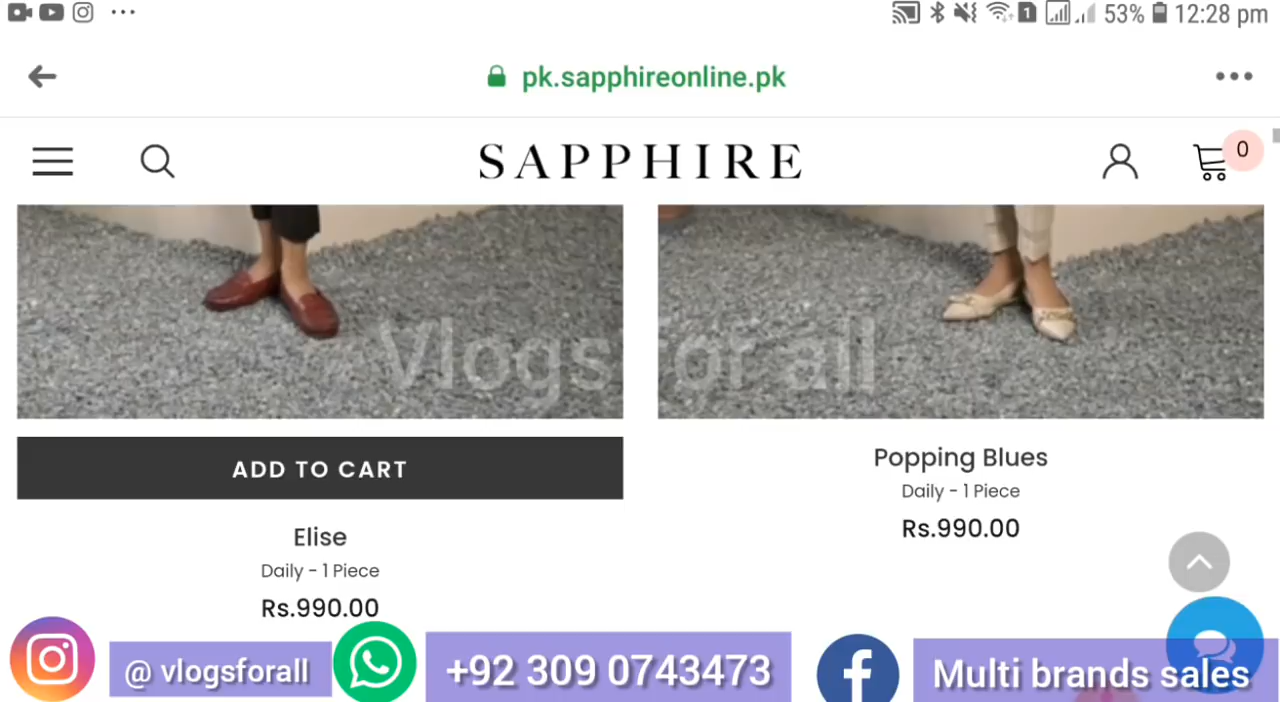 53% 12:28 pm
pk.sapphireonline.pk
SAPPHIRE
0
Vlogs for all
ADD TO CART
Elise
Daily - 1 Piece
Rs.990.00
Popping Blues
Daily - 1 Piece
Rs.990.00
@ vlogsforall
+92 309 0743473
Multi brands sales